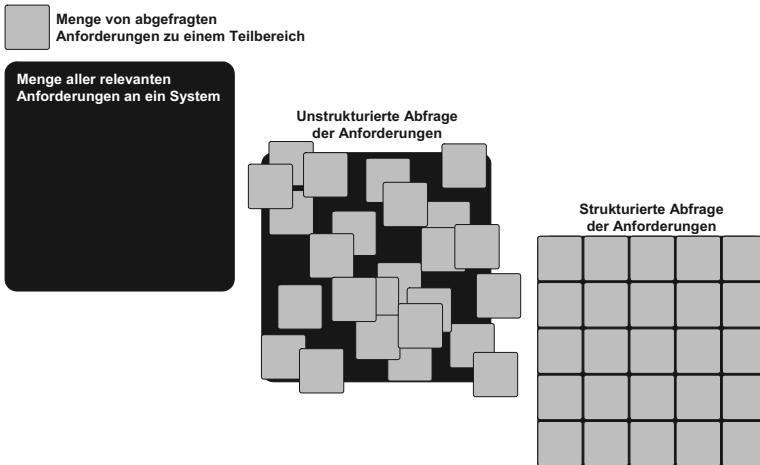 Menge von abgefragten
Anforderungen zu einem Teilbereich
Menge aller relevanten
Anforderungen an ein System
Unstrukturierte Abfrage
der Anforderungen
Strukturierte Abfrage
der Anforderungen